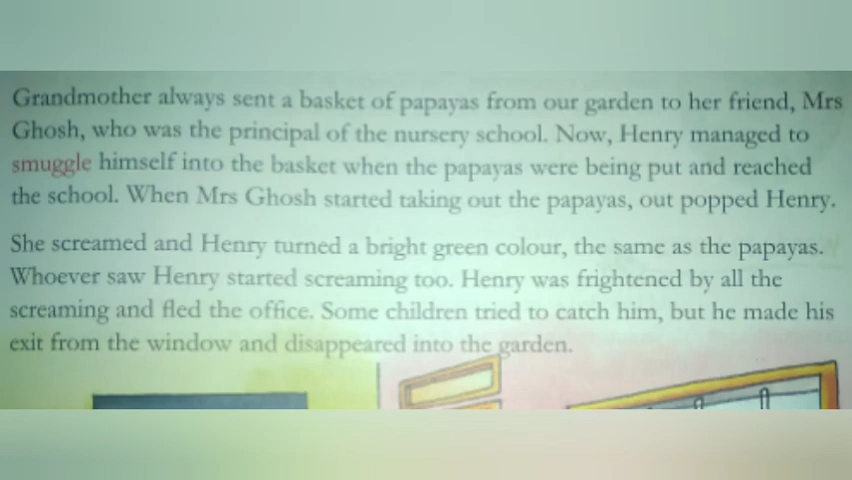 Grandmother always sent a basket of papayas from our garden to her friend, Mrs
Ghosh, who was the principal of the nursery school. Now, Henry managed to
smuggle himself into the basket when the papayas were being put and reached
the school. When Mrs Ghosh started taking out the papayas, out popped Henry.
She screamed and Henry turned a bright green colour, the same as the papayas.
Whoever saw Henry started screaming too. Henry was frightened by all the
screaming and fled the office. Some children tried to catch him, but he made his
exit from the window and disappeared into the garden.